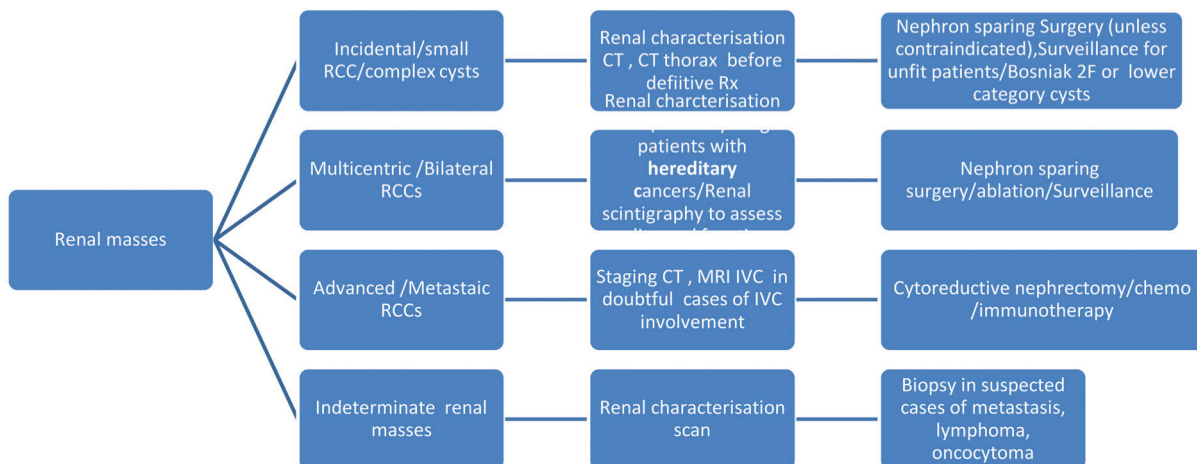 Renal masses
Incidental/small
RCC/complex cysts
Renal characterisation
CT , CT thorax before
defiitive Rx
Renal charcterisation
Nephron sparing Surgery (unless
contraindicated),Surveillance for
unfit patients/Bosniak 2F or lower
category cysts
Multicentric /Bilateral
RCCs
patients with
hereditary
cancers/Renal
scintigraphy to assess
Nephron sparing
surgery/ablation/Surveillance
Advanced /Metastaic
RCCs
Staging CT , MRI IVC in
doubtful cases of IVC
involvement
Cytoreductive nephrectomy/chemo
/immunotherapy
Indeterminate renal
masses
Renal characterisation
scan
Biopsy in suspected
cases of metastasis,
lymphoma,
oncocytoma